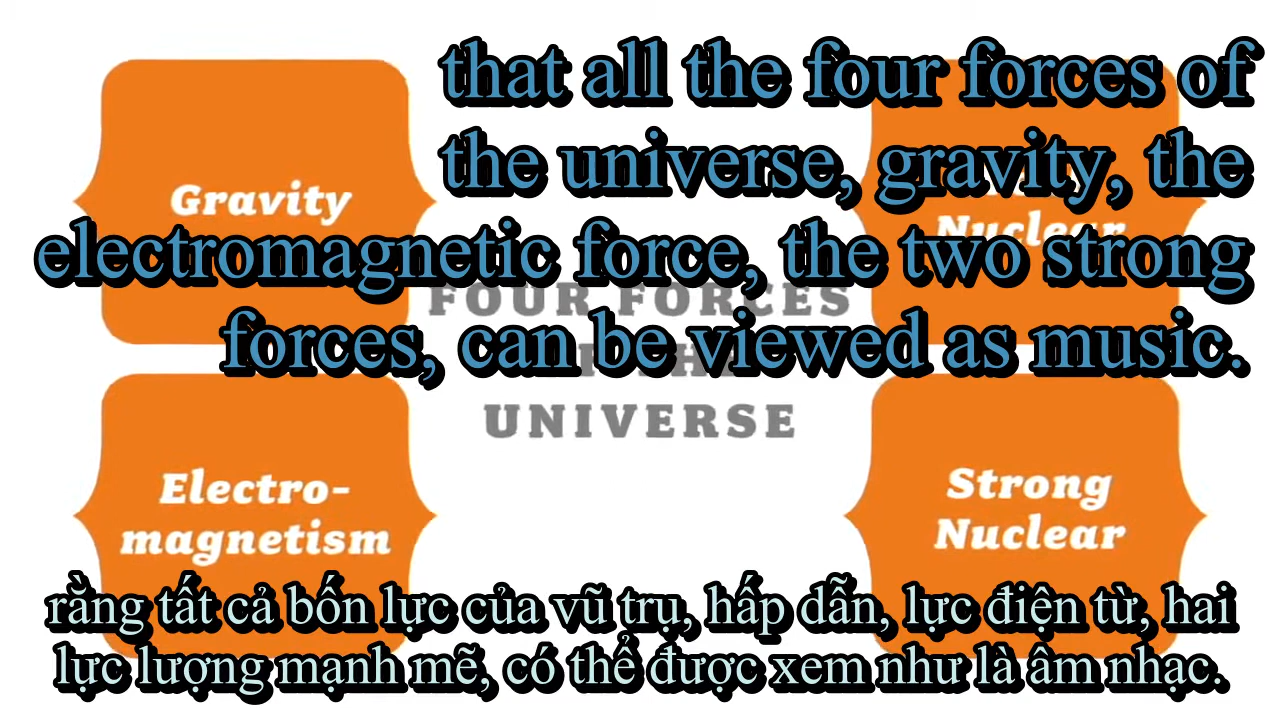 that all the four forces of
the universe, gravity, the
electromagnetic force, the two strong
forces, can be viewed as music.
Gravity
Nuclear
FOUR FORCES
UNIVERSE
Electro-
magnetism
Strong
Nuclear
rằng tất cả bốn lực của vũ trụ, hấp dẫn, lực điện từ, hai
lực lượng mạnh mẽ, có thể được xem như là âm nhạc.